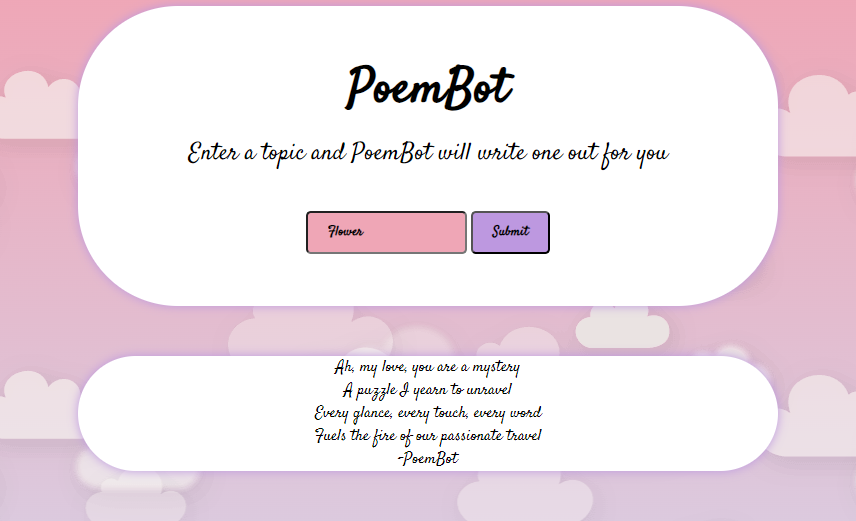 PoemBot
Enter a topic and PoemBot will write one out for you
Flower
Submit
Ah, my love, you are a mystery
A puzzle I yearn to unravel
Every glance, every touch, every word
Fuels the fire of our passionate travel
-PoemBot